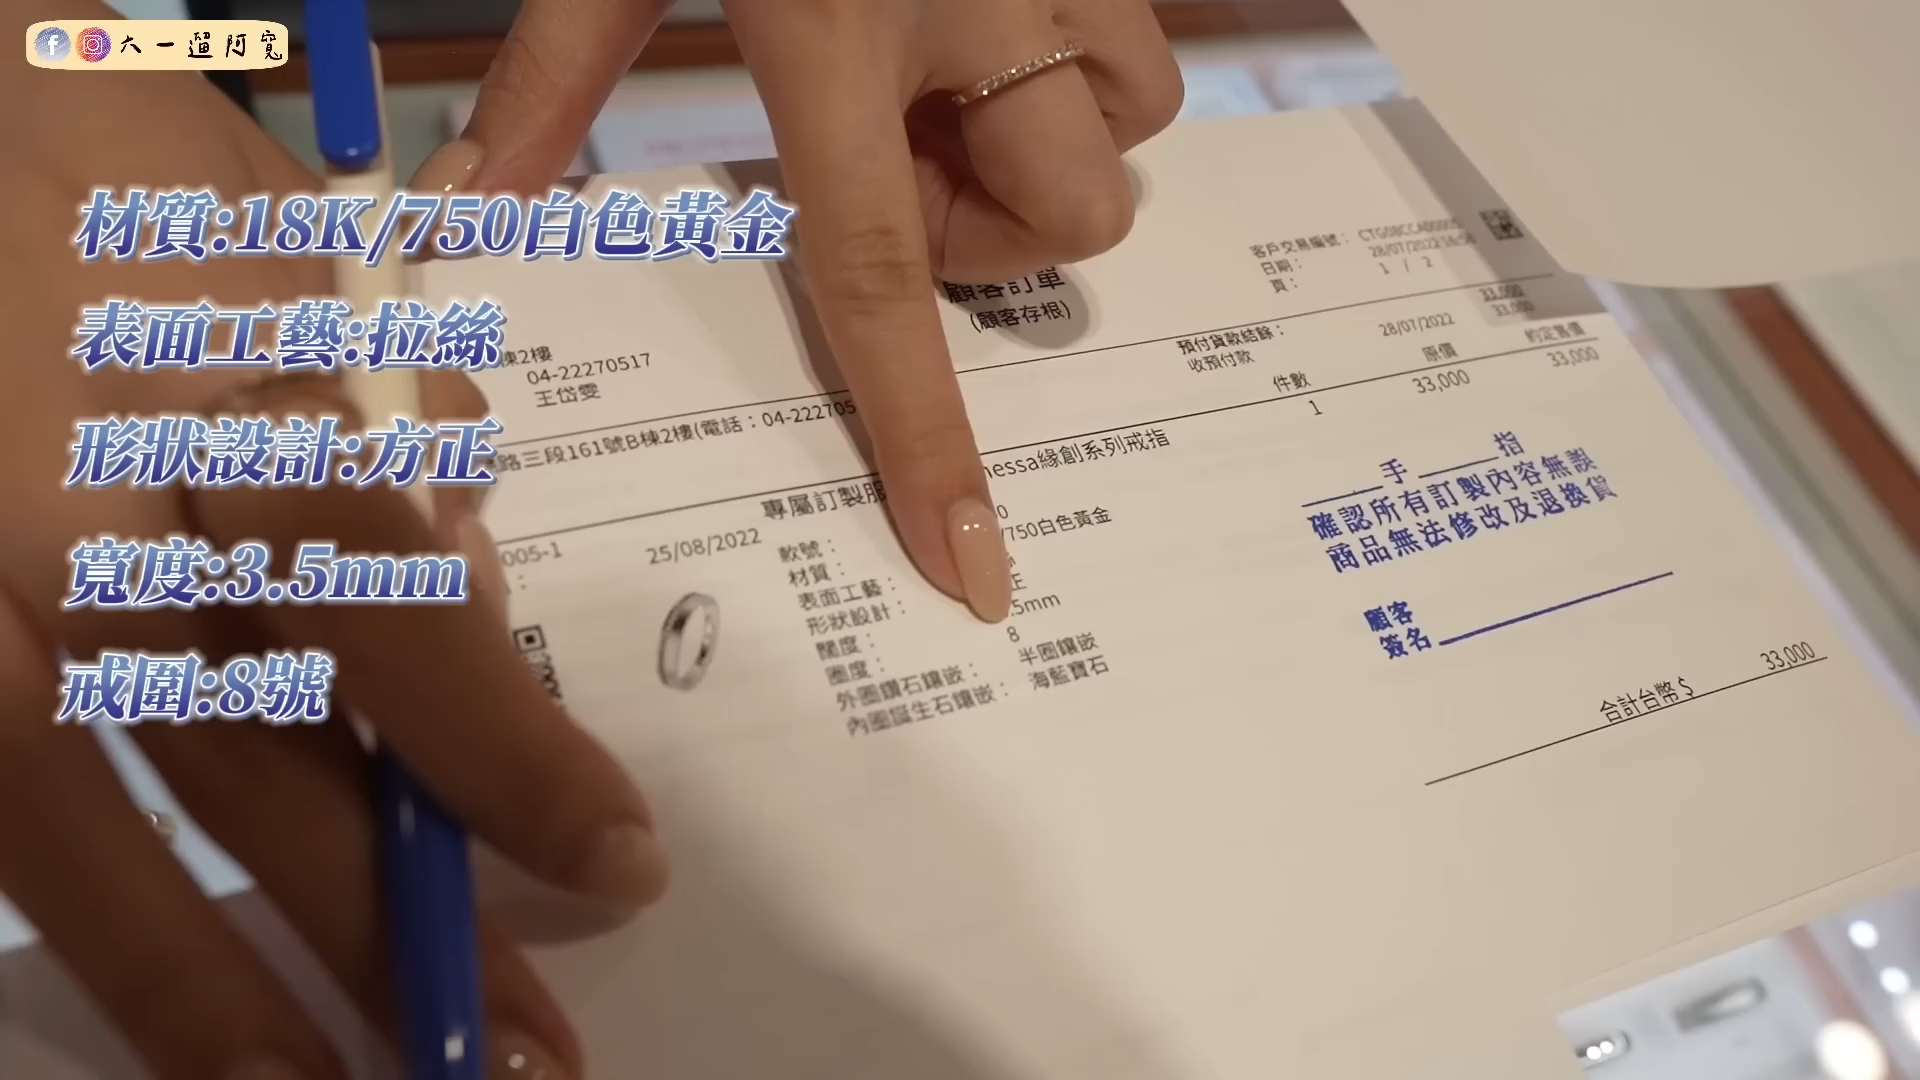 大一遛阿寬
材質:18K/750白色黃金
表面工藝:拉絲
形狀設計:方正
寬度:3.5mm
戒圍:8號
顧客訂單
(顧客存根)
客戶交易編號：
日期： 28/07/2022
頁： 1 / 2
棟2樓
04-22270517
王岱雯
路三段161號B棟2樓(電話：04-222705
預付貨款結餘： 33,000
收預付款 28/07/2022 33,000
件數 原價 約定售價
1 33,000 33,000
專屬訂製服 nessa緣創系列戒指
005-1 25/08/2022
款號： 0
材質： /750白色黃金
表面工藝：
形狀設計： 正
闊度： .5mm
圈度： 8
外圈鑽石鑲嵌： 半圈鑲嵌
內圈誕生石鑲嵌： 海藍寶石
手 指
確認所有訂製內容無誤
商品無法修改及退換貨
顧客
簽名
合計台幣$ 33,000